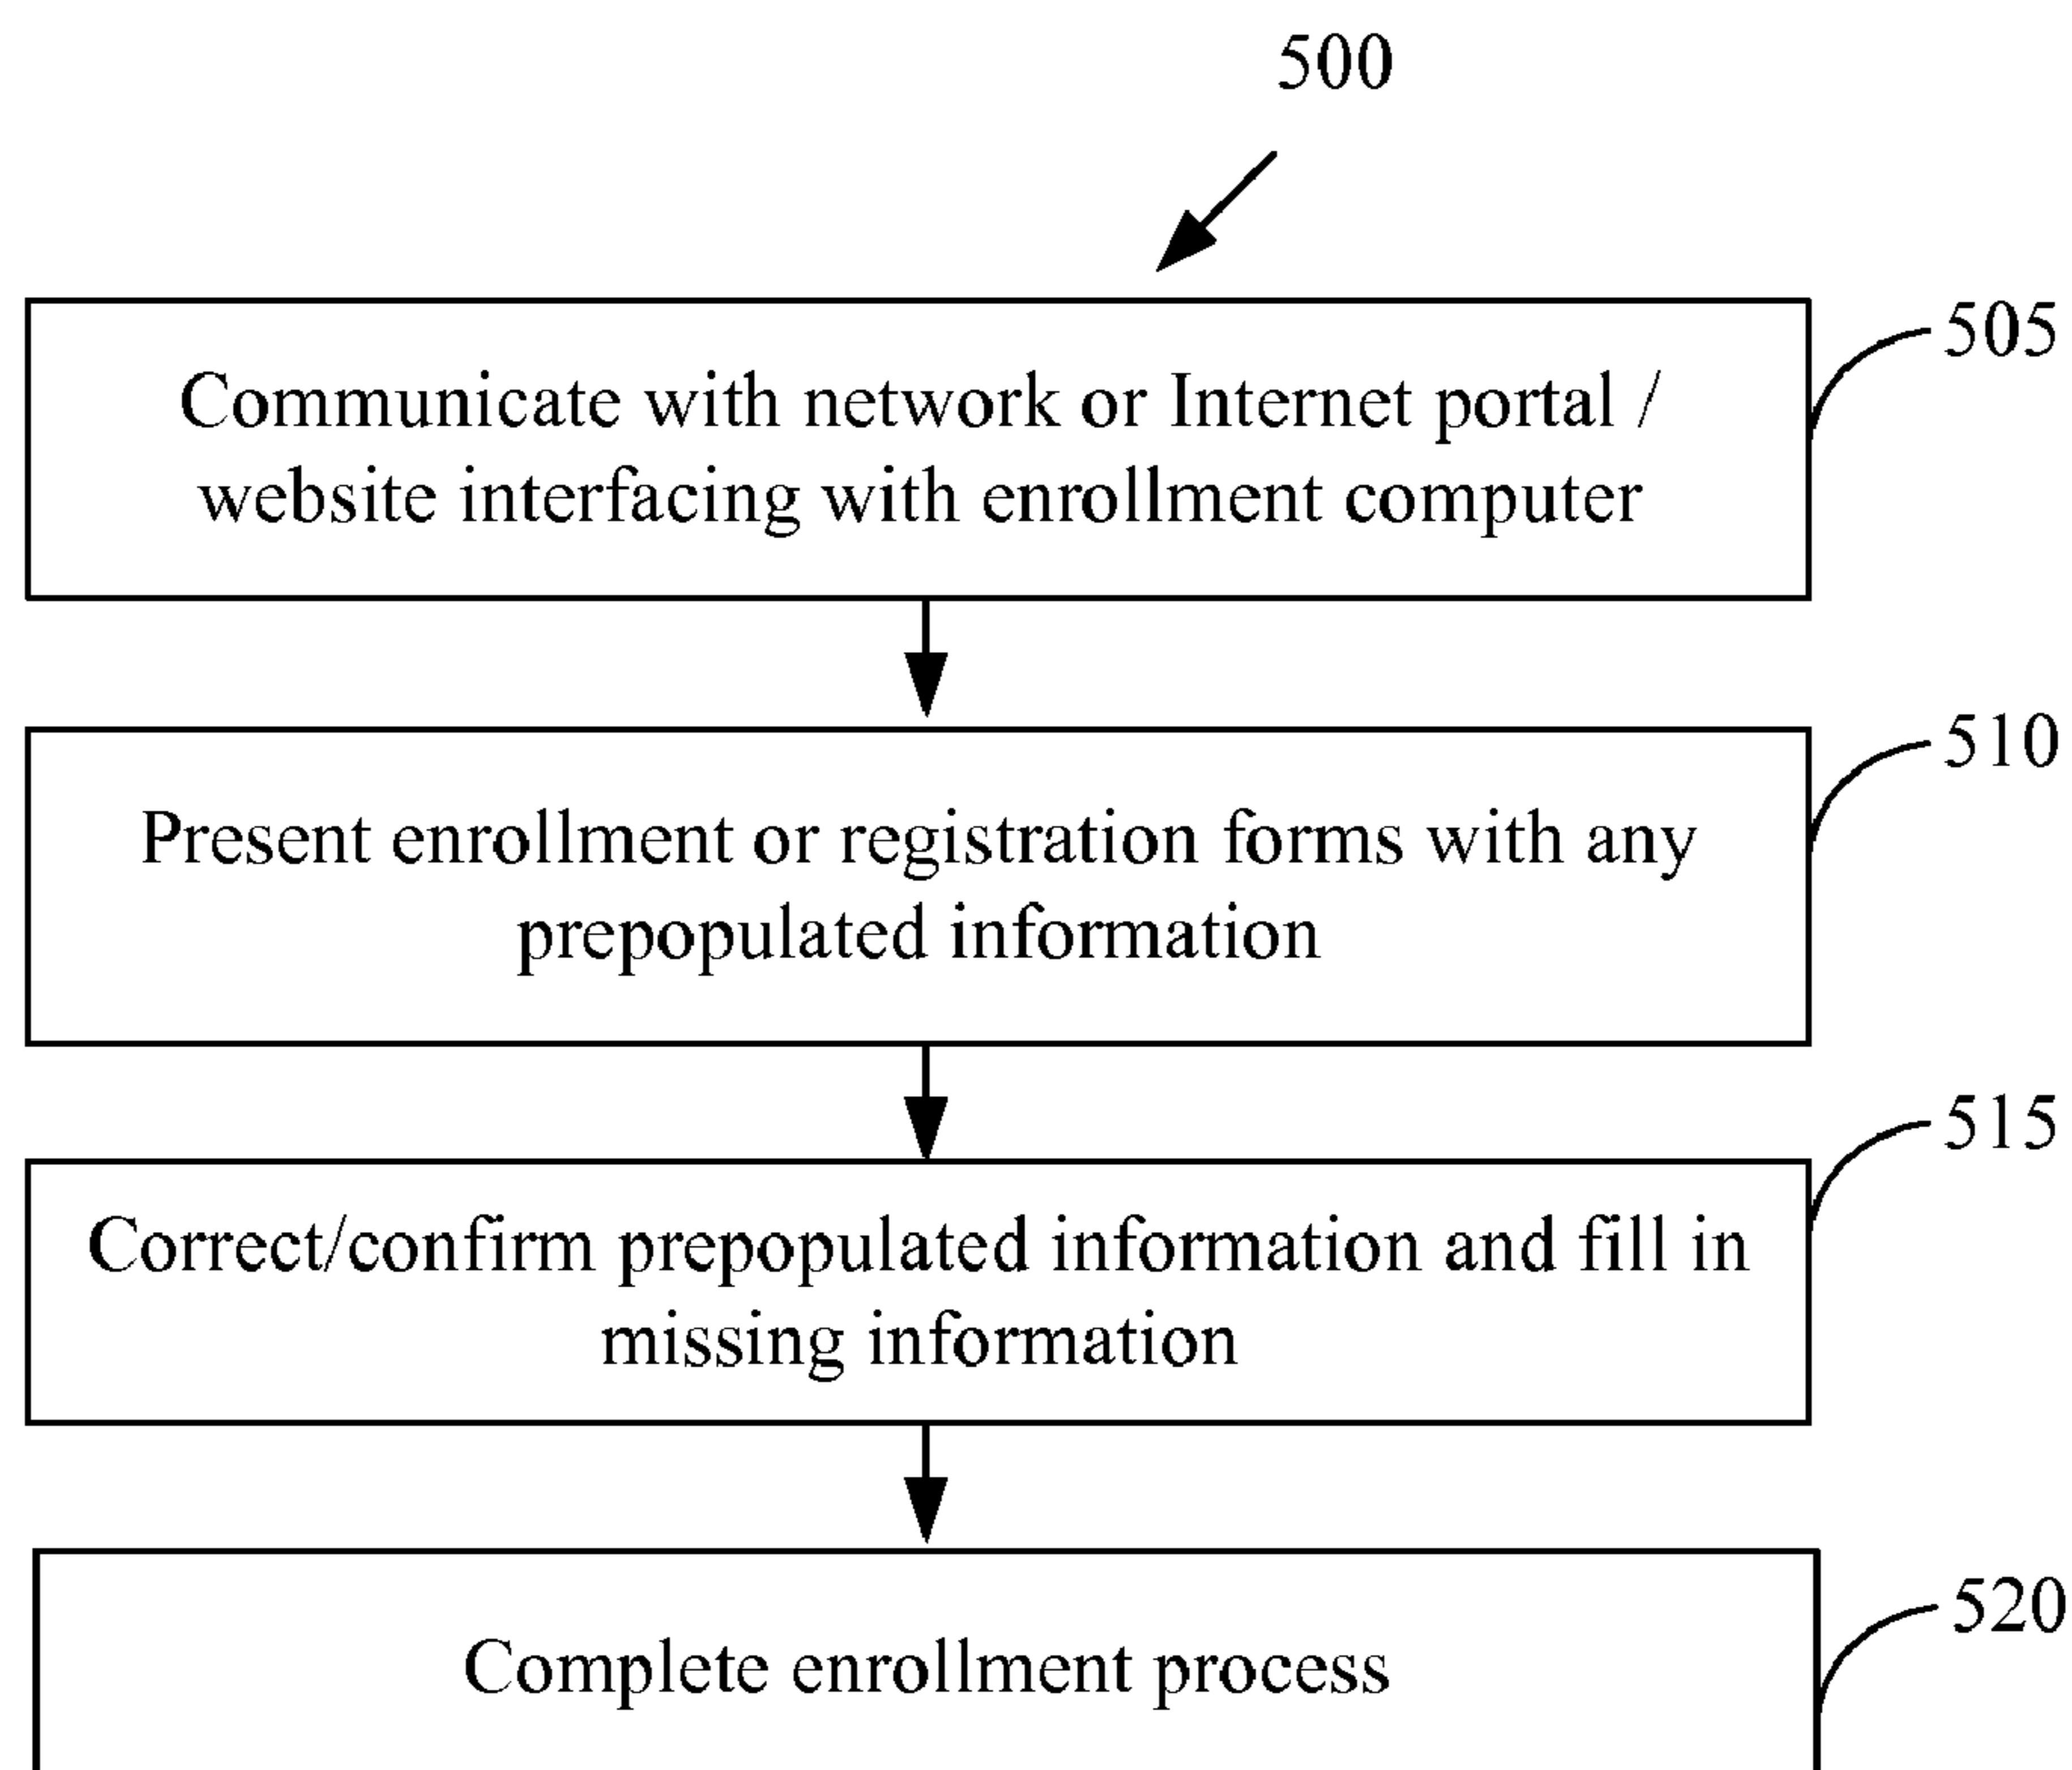 500
505
Communicate with network or Internet portal /
website interfacing with enrollment computer
510
Present enrollment or registration forms with any
prepopulated information
515
Correct/confirm prepopulated information and fill in
missing information
520
Complete enrollment process